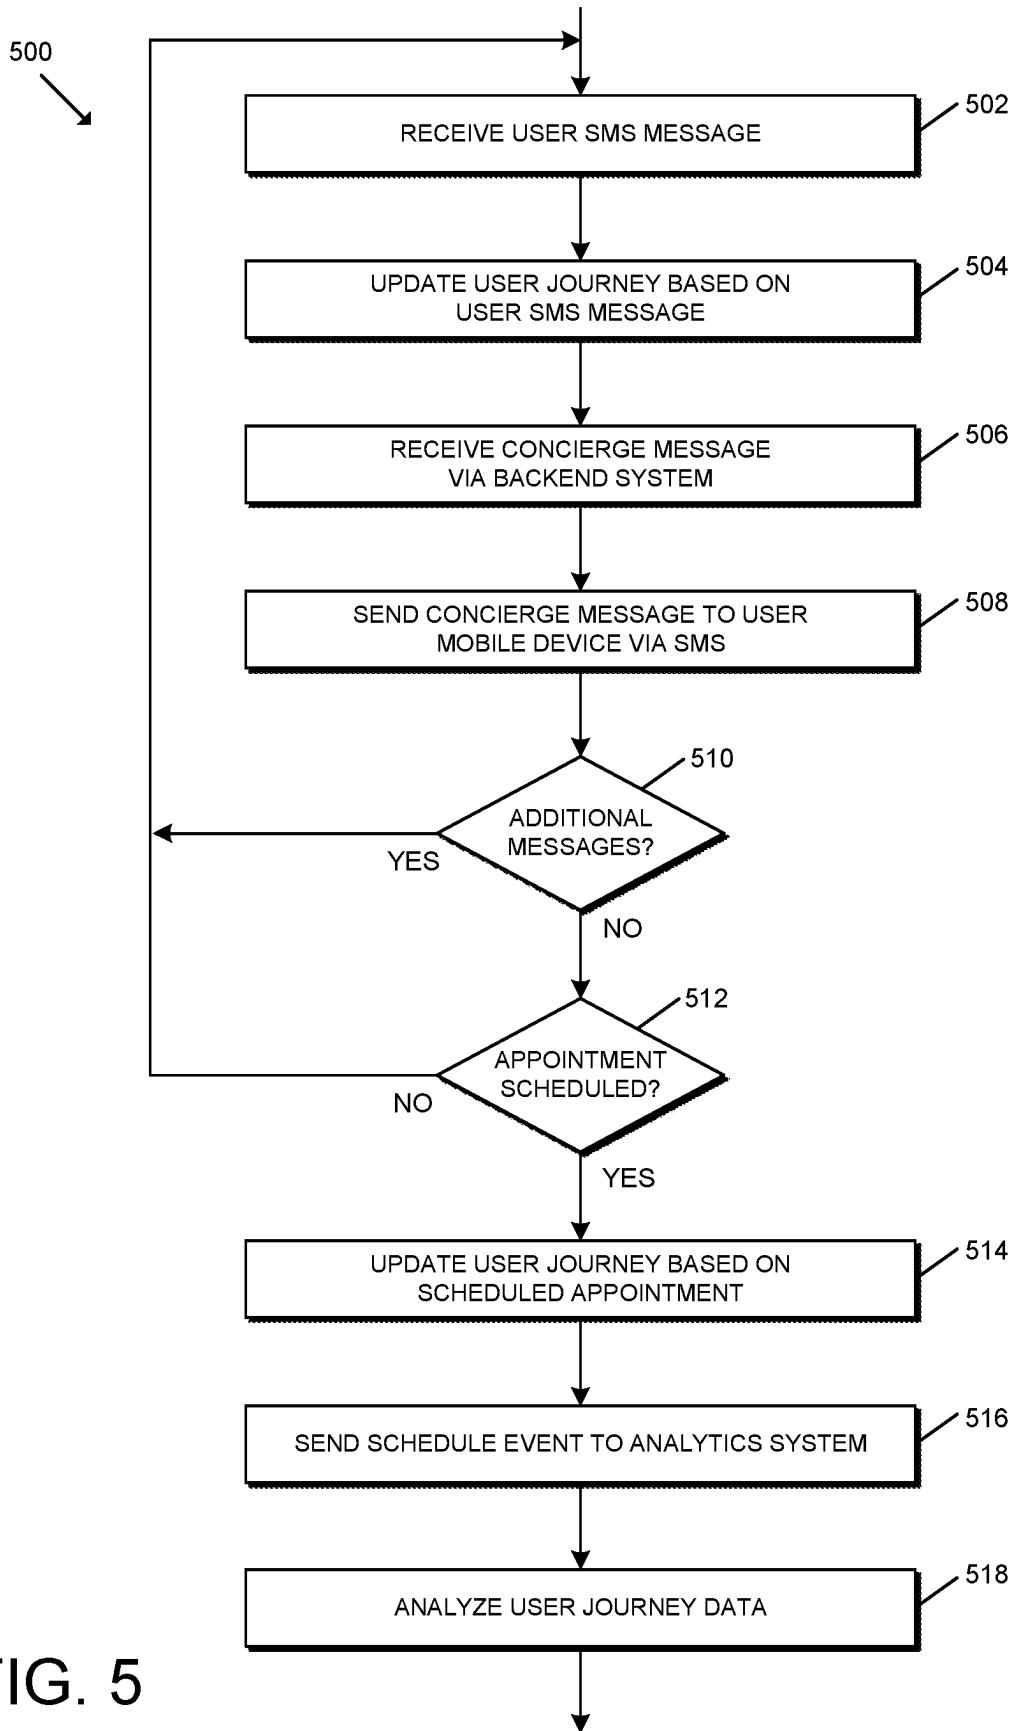 500
502
RECEIVE USER SMS MESSAGE
504
UPDATE USER JOURNEY BASED ON
USER SMS MESSAGE
506
RECEIVE CONCIERGE MESSAGE
VIA BACKEND SYSTEM
508
SEND CONCIERGE MESSAGE TO USER
MOBILE DEVICE VIA SMS
510
ADDITIONAL
MESSAGES?
YES
NO
512
APPOINTMENT
SCHEDULED?
NO
YES
514
UPDATE USER JOURNEY BASED ON
SCHEDULED APPOINTMENT
516
SEND SCHEDULE EVENT TO ANALYTICS SYSTEM
518
ANALYZE USER JOURNEY DATA
IG. 5